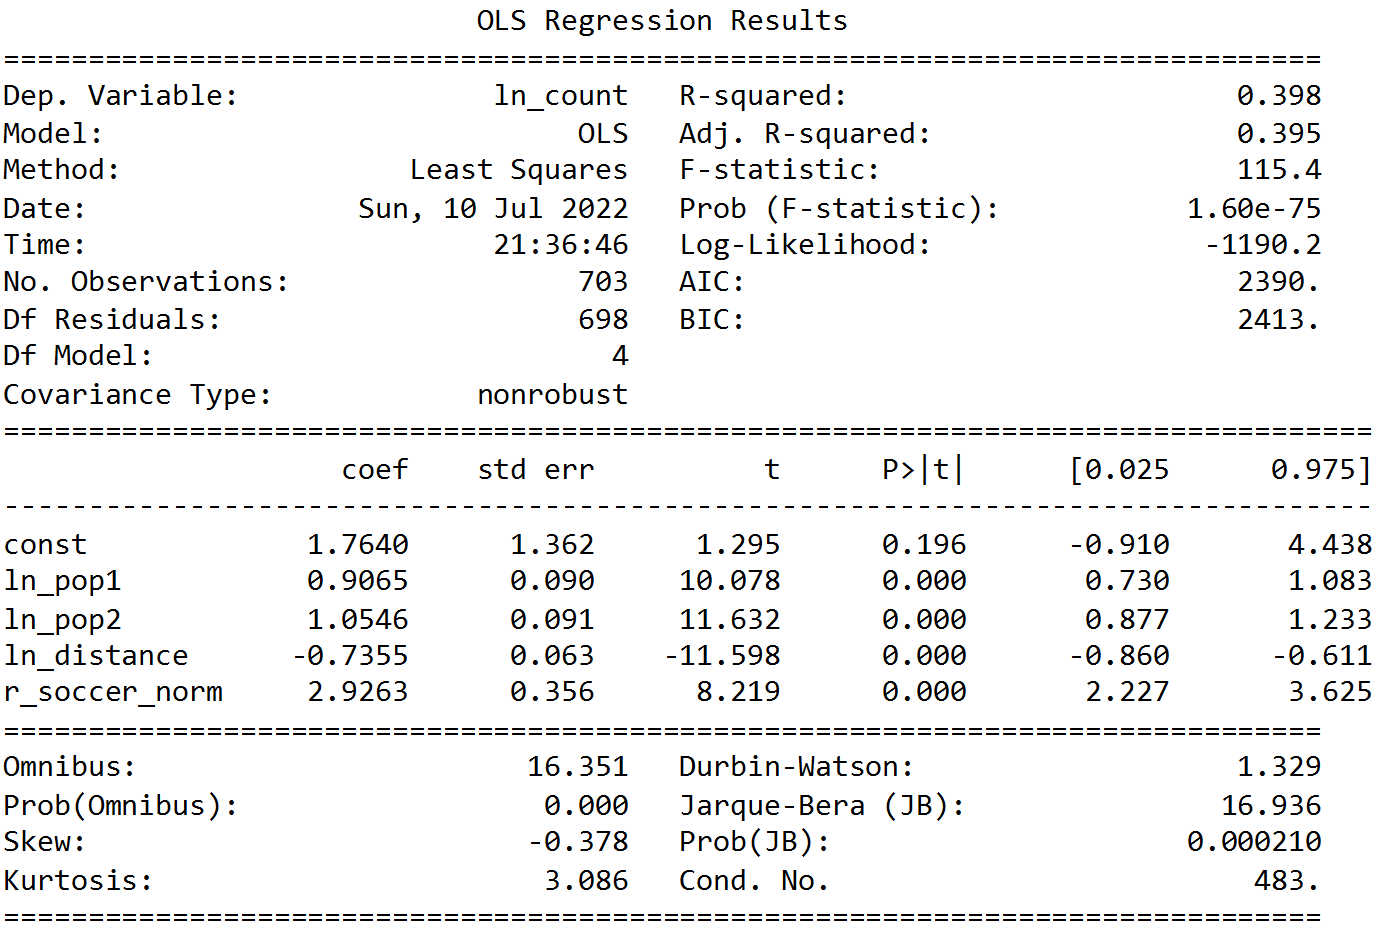 OLS Regression Results
==============================================================================
Dep. Variable: ln_count R-squared: 0.398
Model: OLS Adj. R-squared: 0.395
Method: Least Squares F-statistic: 115.4
Date: Sun, 10 Jul 2022 Prob (F-statistic): 1.60e-75
Time: 21:36:46 Log-Likelihood: -1190.2
No. Observations: 703 AIC: 2390.
Df Residuals: 698 BIC: 2413.
Df Model: 4
Covariance Type: nonrobust
=================================================================================
coef std err t P>|t| [0.025 0.975]
---------------------------------------------------------------------------------
const 1.7640 1.362 1.295 0.196 -0.910 4.438
ln_pop1 0.9065 0.090 10.078 0.000 0.730 1.083
ln_pop2 1.0546 0.091 11.632 0.000 0.877 1.233
ln_distance -0.7355 0.063 -11.598 0.000 -0.860 -0.611
r_soccer_norm 2.9263 0.356 8.219 0.000 2.227 3.625
==============================================================================
Omnibus: 16.351 Durbin-Watson: 1.329
Prob(Omnibus): 0.000 Jarque-Bera (JB): 16.936
Skew: -0.378 Prob(JB): 0.000210
Kurtosis: 3.086 Cond. No. 483.
==============================================================================